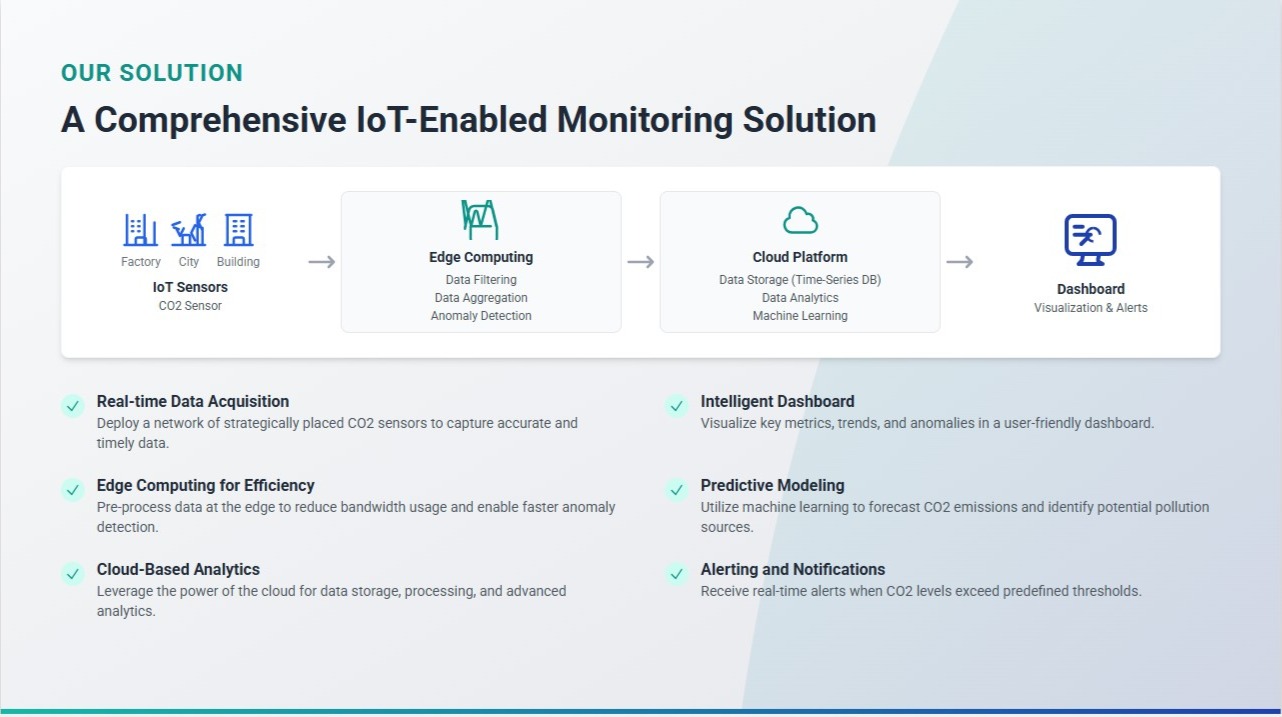 OUR SOLUTION
A Comprehensive IoT-Enabled Monitoring Solution
Factory
City
Building
IoT Sensors
CO2 Sensor
Edge Computing
Data Filtering
Data Aggregation
Anomaly Detection
Cloud Platform
Data Storage (Time-Series DB)
Data Analytics
Machine Learning
Dashboard
Visualization & Alerts
Real-time Data Acquisition
Deploy a network of strategically placed CO2 sensors to capture accurate and
timely data.
Edge Computing for Efficiency
Pre-process data at the edge to reduce bandwidth usage and enable faster anomaly
detection.
Cloud-Based Analytics
Leverage the power of the cloud for data storage, processing, and advanced
analytics.
Intelligent Dashboard
Visualize key metrics, trends, and anomalies in a user-friendly dashboard.
Predictive Modeling
Utilize machine learning to forecast CO2 emissions and identify potential pollution
sources.
Alerting and Notifications
Receive real-time alerts when CO2 levels exceed predefined thresholds.